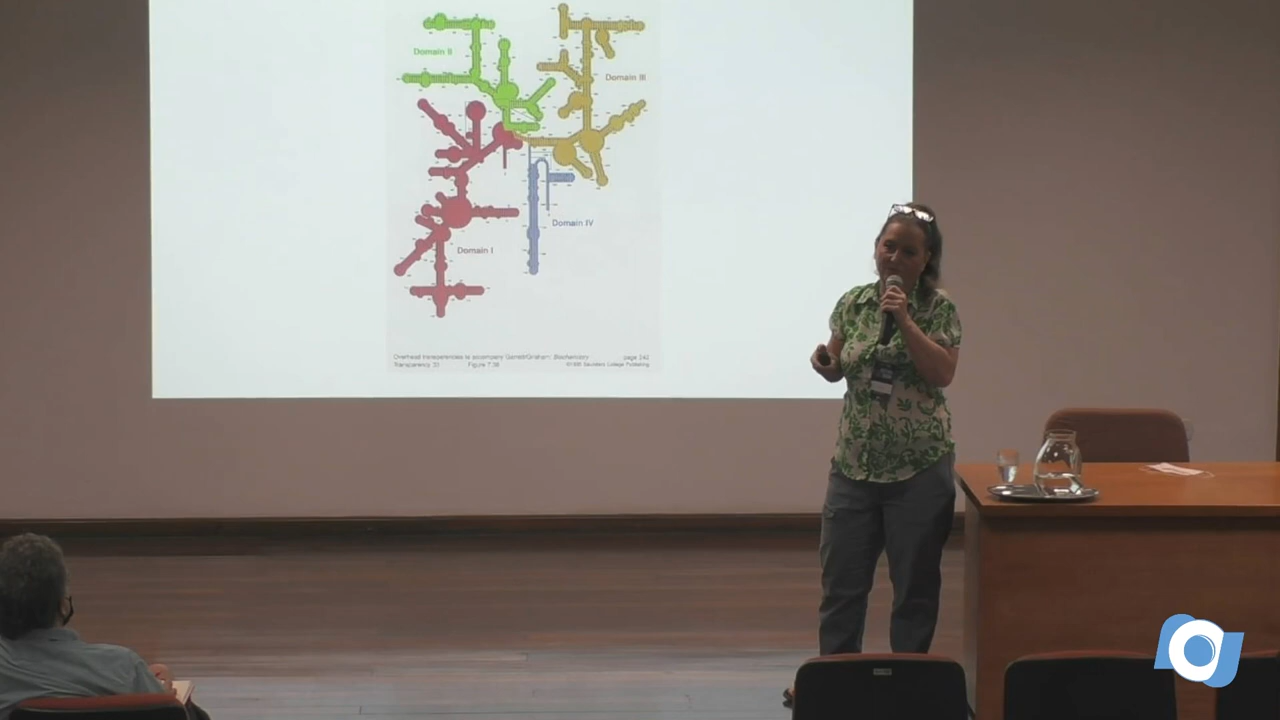 Domain II
Domain III
Domain IV
Domain I
Overhead transparencies to accompany Garrett/Grisham: Biochemistry page 242
Transparency 33 Figure 7.38 ©1995 Saunders College Publishing